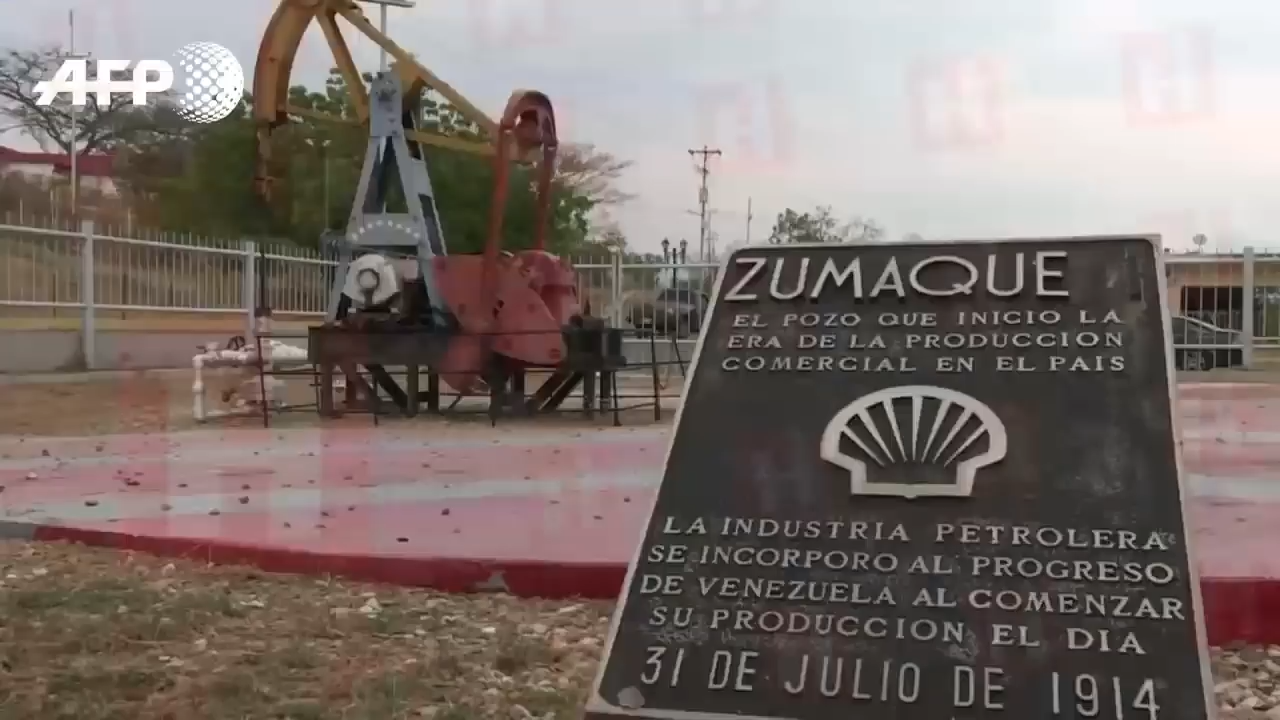 AFP
ZUMAQUE
EL POZO QUE INICIO LA
ERA DE LA PRODUCCION
COMERCIAL EN EL PAIS
LA INDUSTRIA PETROLERA
SE INCORPORO AL PROGRESO
DE VENEZUELA AL COMENZAR
SU PRODUCCION EL DIA
31 DE JULIO DE 1914